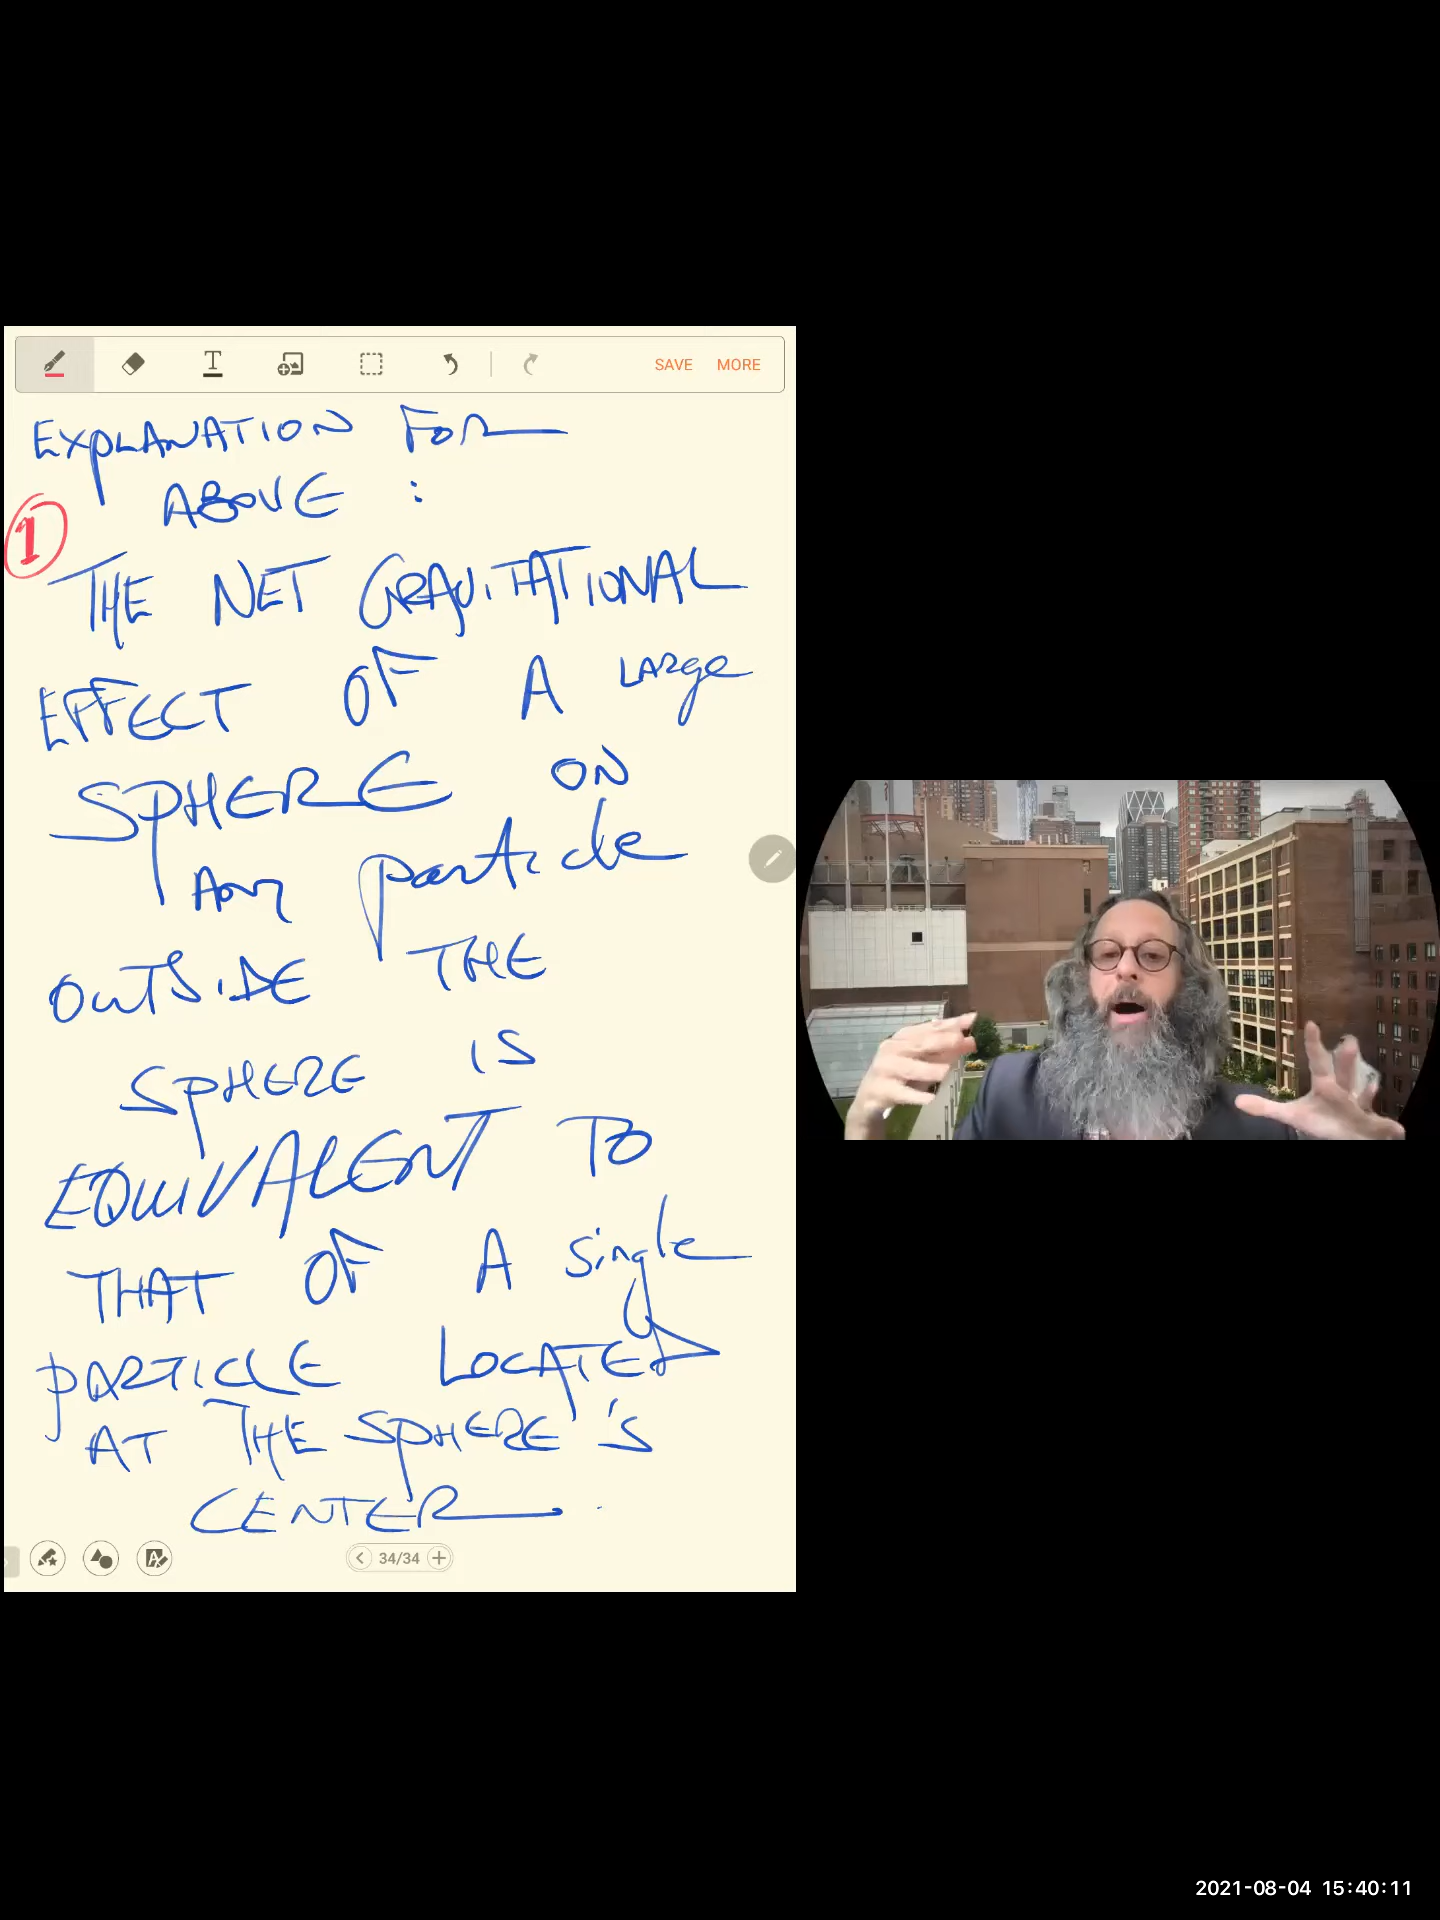 T
SAVE MORE
EXPLANATION FOR
ABOVE :
1
THE NET GRAVITATIONAL
EFFECT OF A LARge
SPHERE ON
Any particle
OUTSIDE THE
SPHERE IS
EQUIVALENT TO
THAT OF A Single
PARTICLE LOCATED
AT THE SPHERE'S
CENTER.
A
34/34
2021-08-04 15:40:11